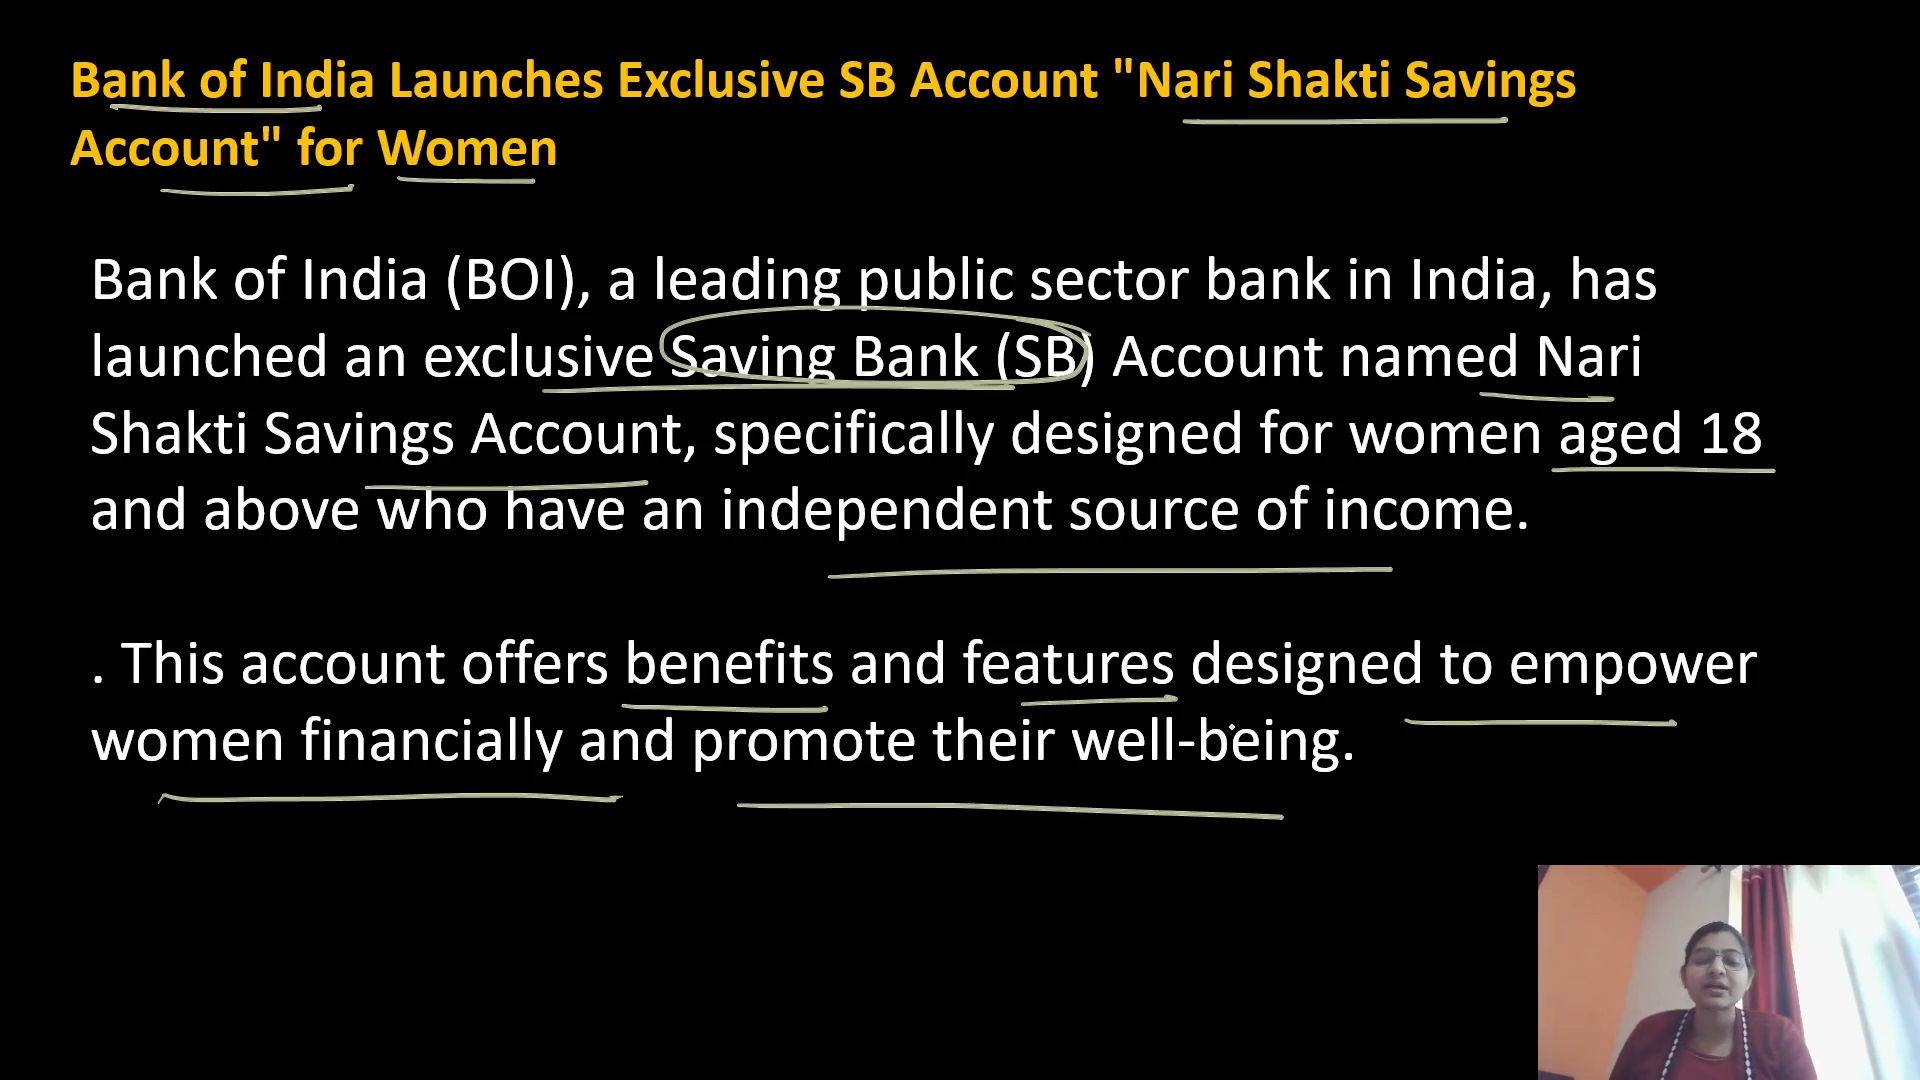 Bank of India Launches Exclusive SB Account "Nari Shakti Savings
Account" for Women
Bank of India (BOI), a leading public sector bank in India, has
launched an exclusive Saving Bank (SB) Account named Nari
Shakti Savings Account, specifically designed for women aged 18
and above who have an independent source of income.
. This account offers benefits and features designed to empower
women financially and promote their well-being.